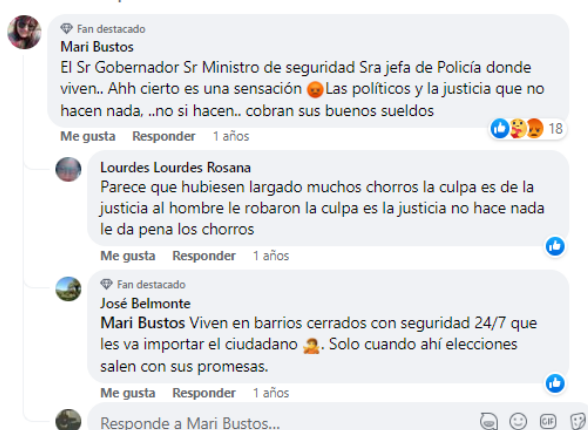 Fan destacado
Mari Bustos
El Sr Gobernador Sr Ministro de seguridad Sra jefa de Policía donde
viven.. Ahh cierto es una sensación 😡Las políticos y la justicia que no
hacen nada, ..no si hacen.. cobran sus buenos sueldos
Me gusta Responder 1 años
18
Lourdes Lourdes Rosana
Parece que hubiesen largado muchos chorros la culpa es de la
justicia al hombre le robaron la culpa es la justicia no hace nada
le da pena los chorros
Me gusta Responder 1 años
Fan destacado
José Belmonte
Mari Bustos Viven en barrios cerrados con seguridad 24/7 que
les va importar el ciudadano 🤦. Solo cuando ahí elecciones
salen con sus promesas.
Me gusta Responder 1 años
Responde a Mari Bustos...
GIF